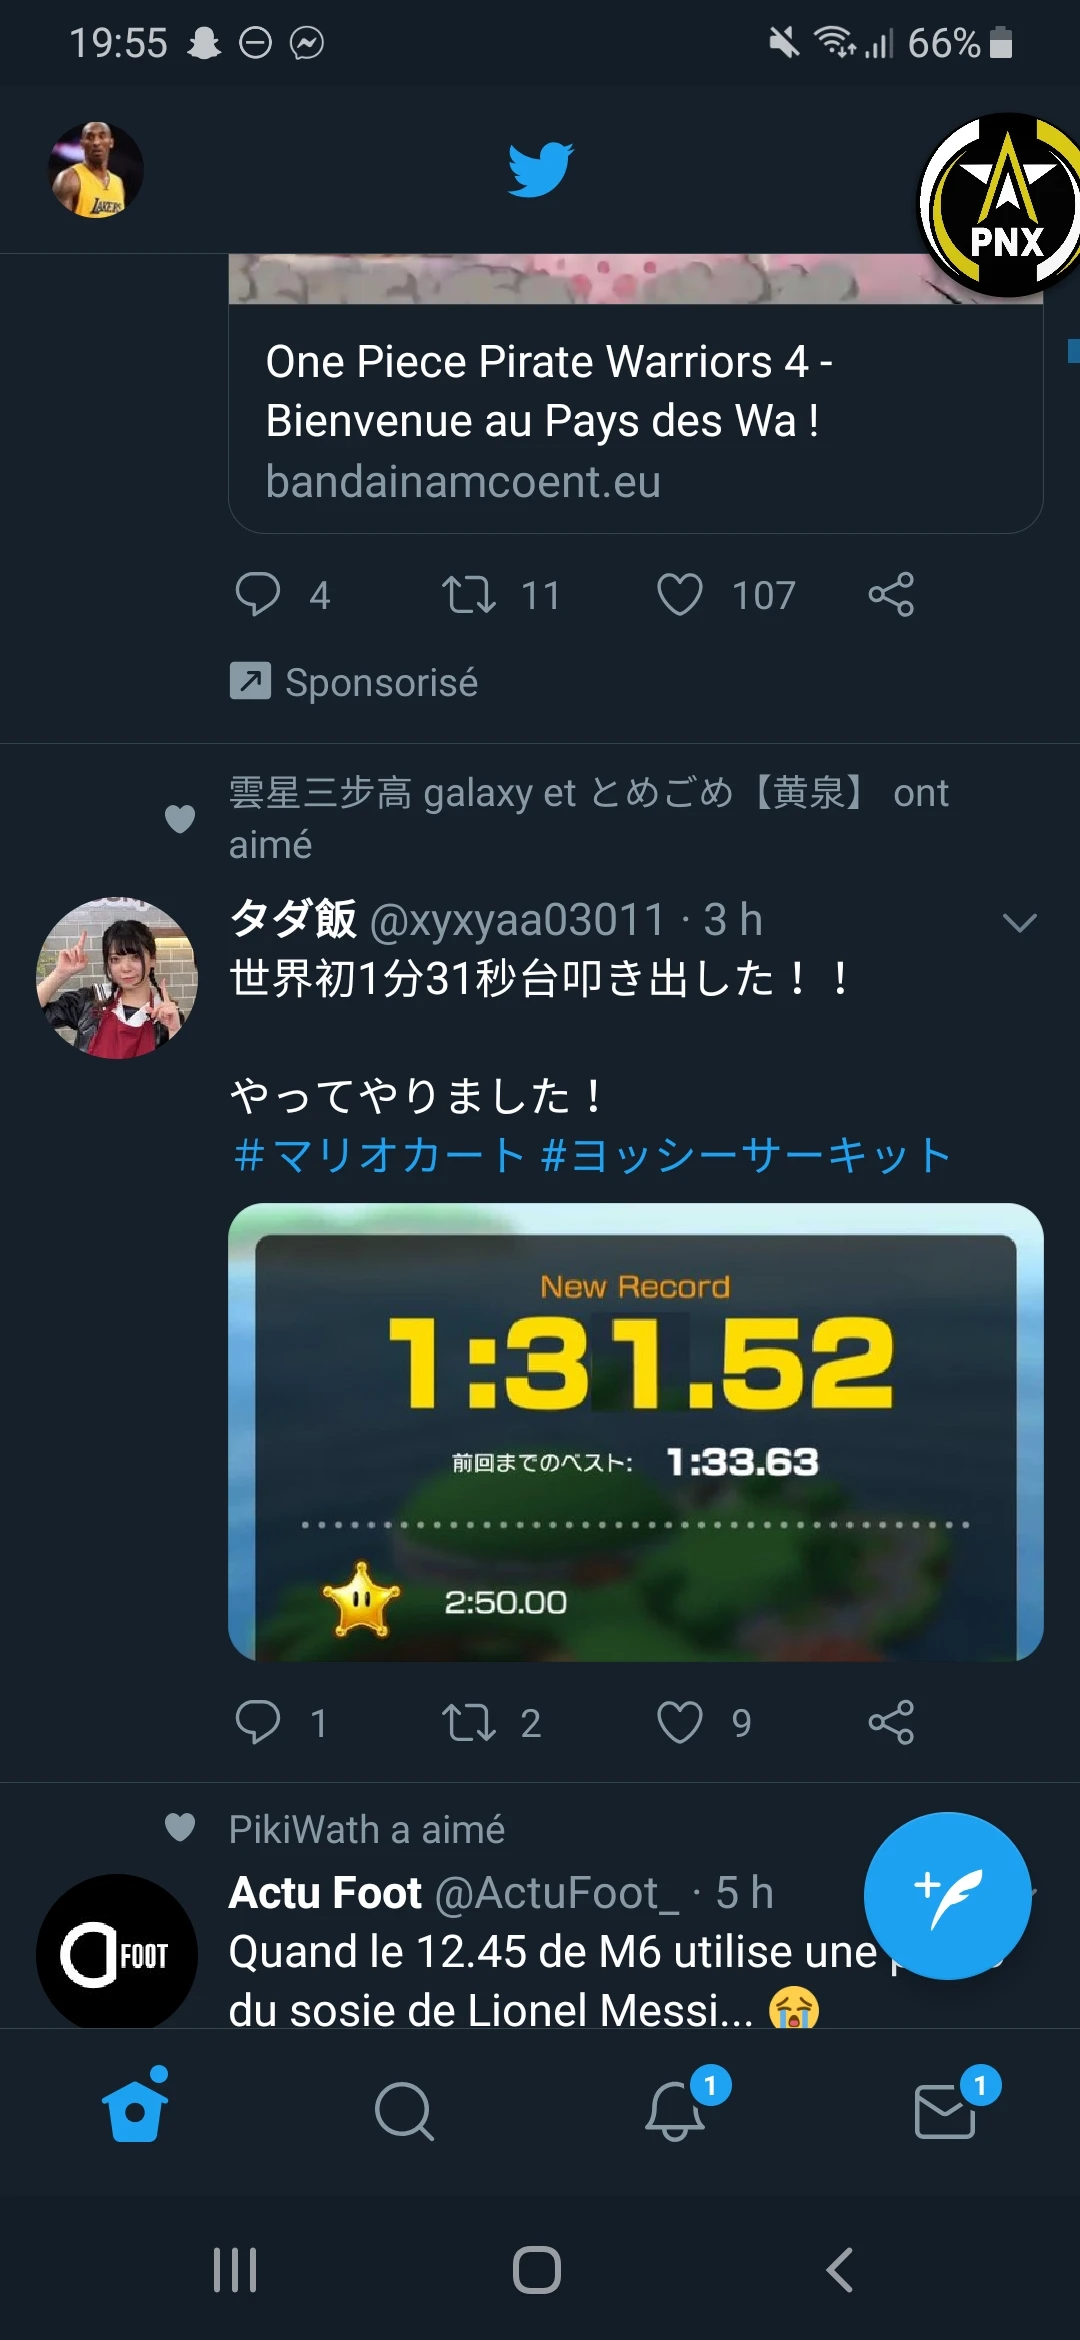 19:55 66%
LAKERS
PNX
One Piece Pirate Warriors 4 -
Bienvenue au Pays des Wa !
bandainamcoent.eu
4 11 107
Sponsorisé
雲星三步高 galaxy et とめごめ【黄泉】 ont
aimé
タダ飯 @xyxyaa03011 · 3 h
世界初1分31秒台叩き出した！！
やってやりました！
＃マリオカート #ヨッシーサーキット
New Record
1:31.52
前回までのベスト: 1:33.63
2:50.00
1 2 9
PikiWath a aimé
Actu Foot @ActuFoot_ · 5 h
FOOT
Quand le 12.45 de M6 utilise une
du sosie de Lionel Messi... 😭
1 1